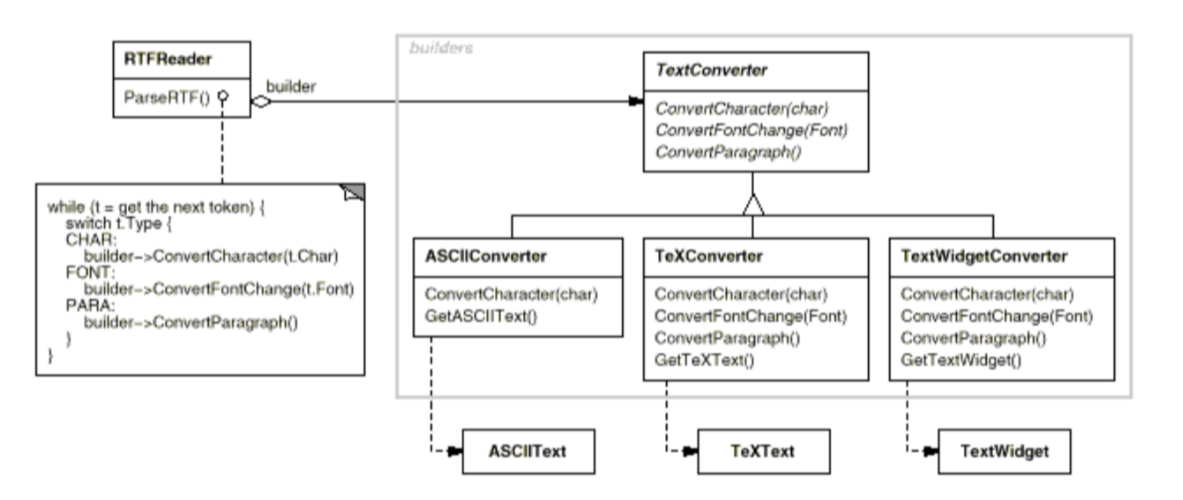 RTFReader
ParseRTF()
builder
builders
TextConverter
ConvertCharacter(char)
ConvertFontChange(Font)
ConvertParagraph()
while (t = get the next token) {
switch t.Type {
CHAR:
builder->ConvertCharacter(t.Char)
FONT:
builder->ConvertFontChange(t.Font)
PARA:
builder->ConvertParagraph()
}
}
ASCIIConverter
ConvertCharacter(char)
GetASCIIText()
TeXConverter
ConvertCharacter(char)
ConvertFontChange(Font)
ConvertParagraph()
GetTeXText()
TextWidgetConverter
ConvertCharacter(char)
ConvertFontChange(Font)
ConvertParagraph()
GetTextWidget()
ASCIIText
TeXText
TextWidget